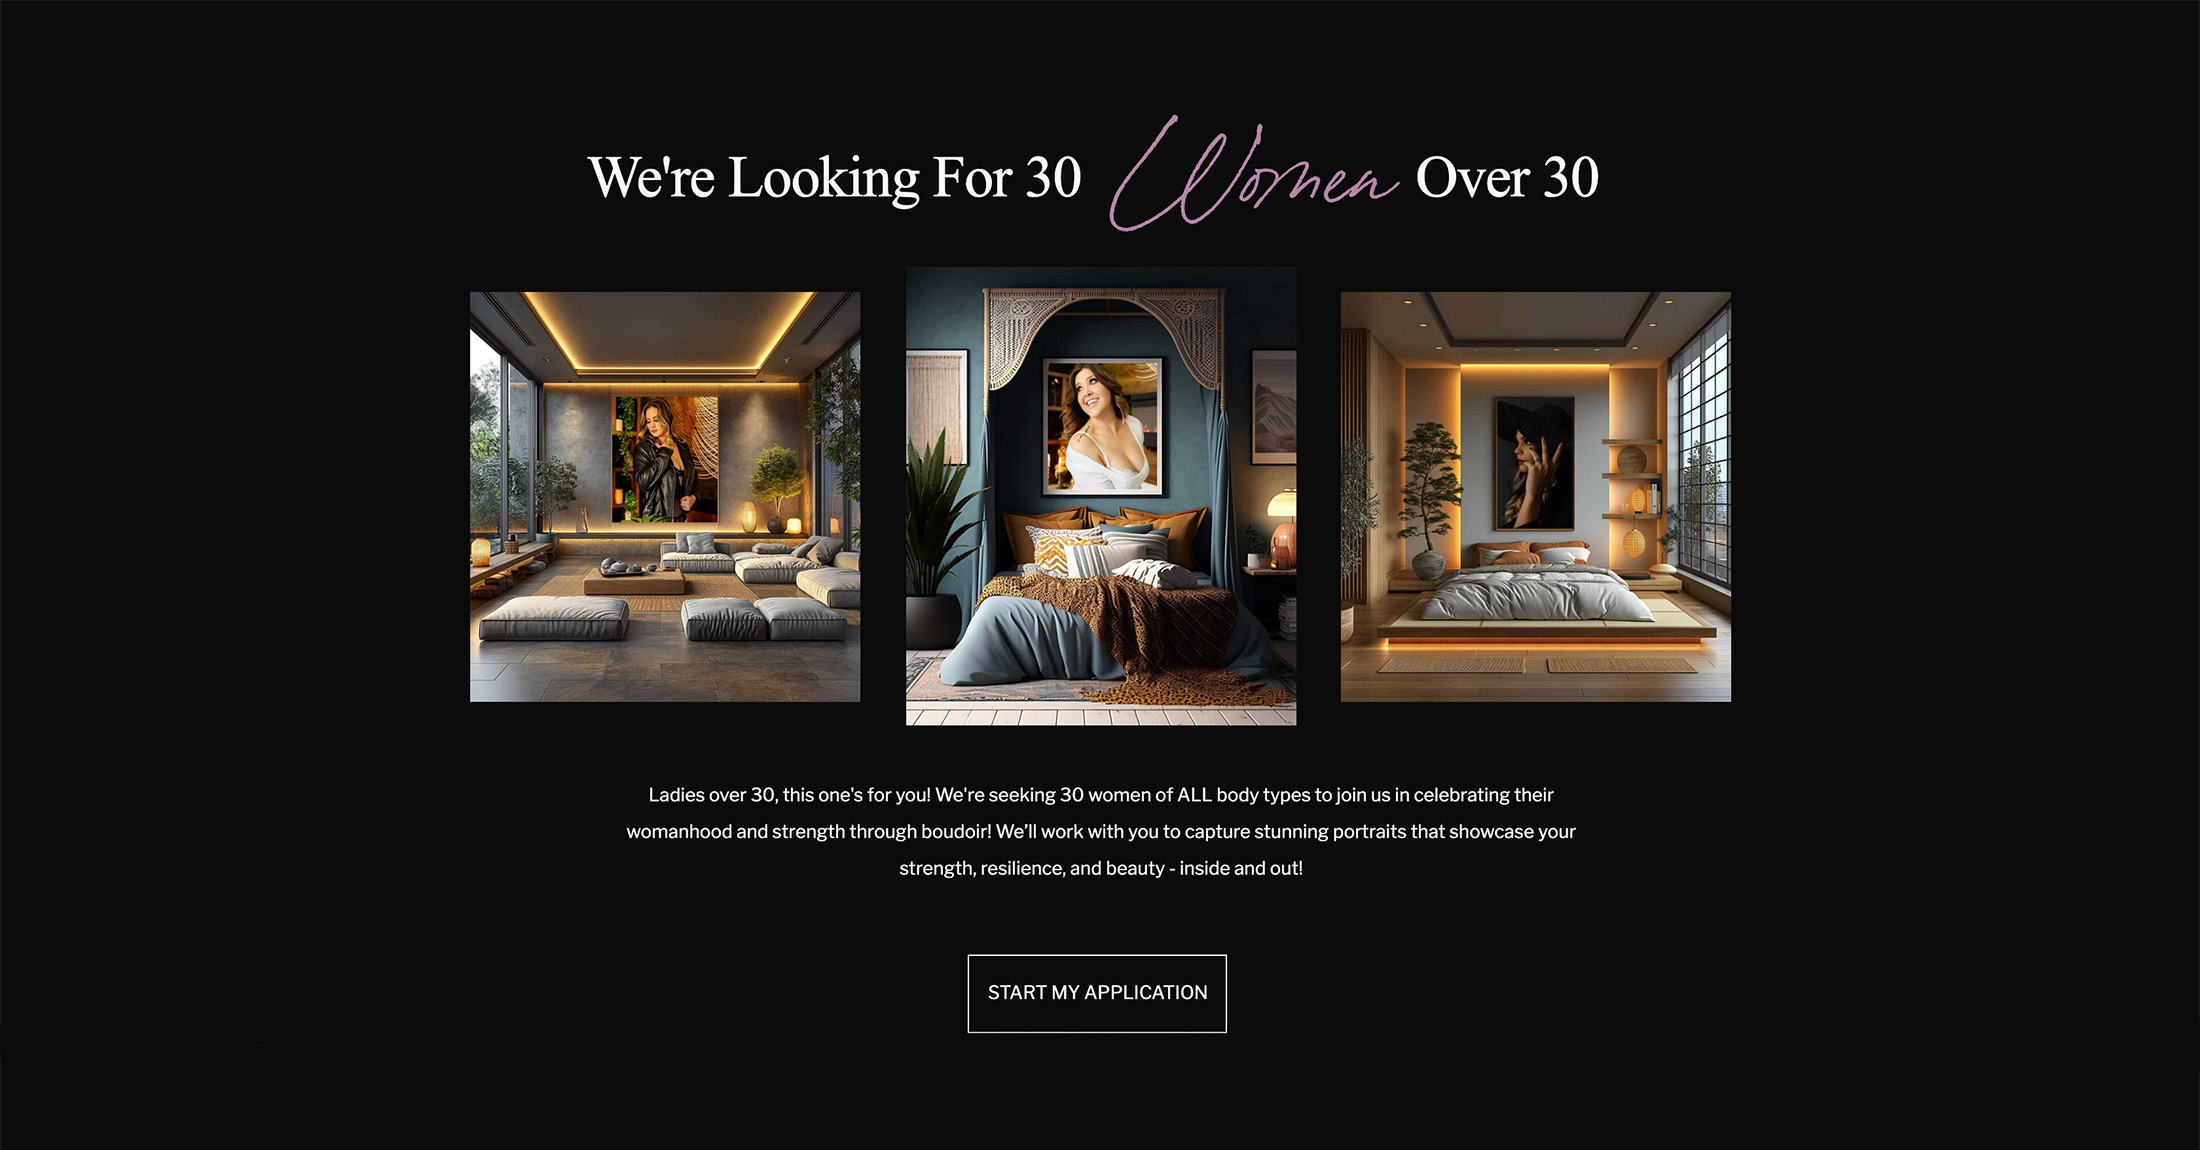 We're Looking For 30 Women Over 30
Ladies over 30, this one's for you! We're seeking 30 women of ALL body types to join us in celebrating their
womanhood and strength through boudoir! We’ll work with you to capture stunning portraits that showcase your
strength, resilience, and beauty - inside and out!
START MY APPLICATION